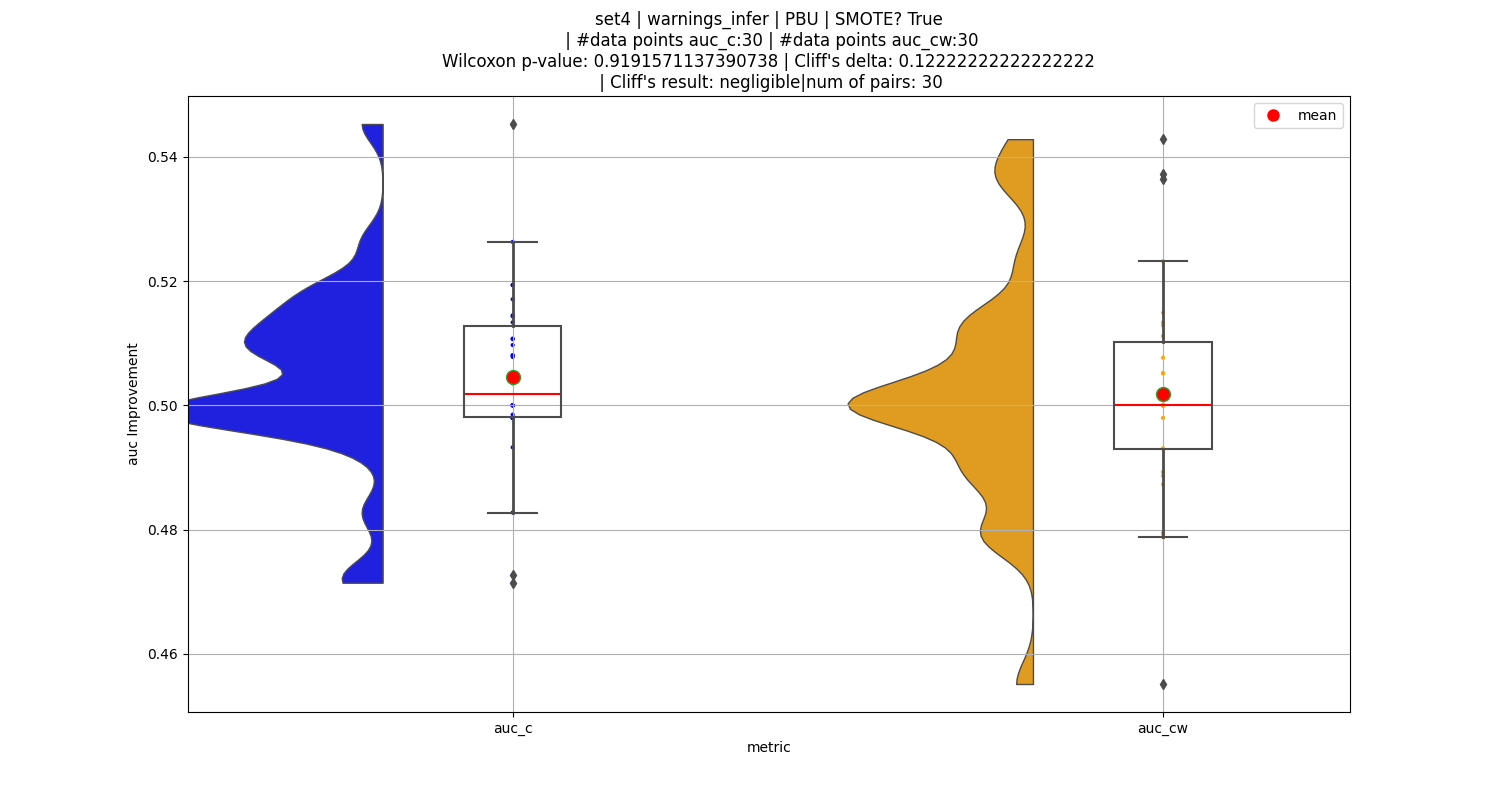 set4 | warnings_infer | PBU | SMOTE? True
| #data points auc_c:30 | #data points auc_cw:30
Wilcoxon p-value: 0.9191571137390738 | Cliff's delta: 0.12222222222222222
| Cliff's result: negligible|num of pairs: 30
mean
0.54
0.52
0.50
0.48
0.46
auc Improvement
auc_c
auc_cw
metric